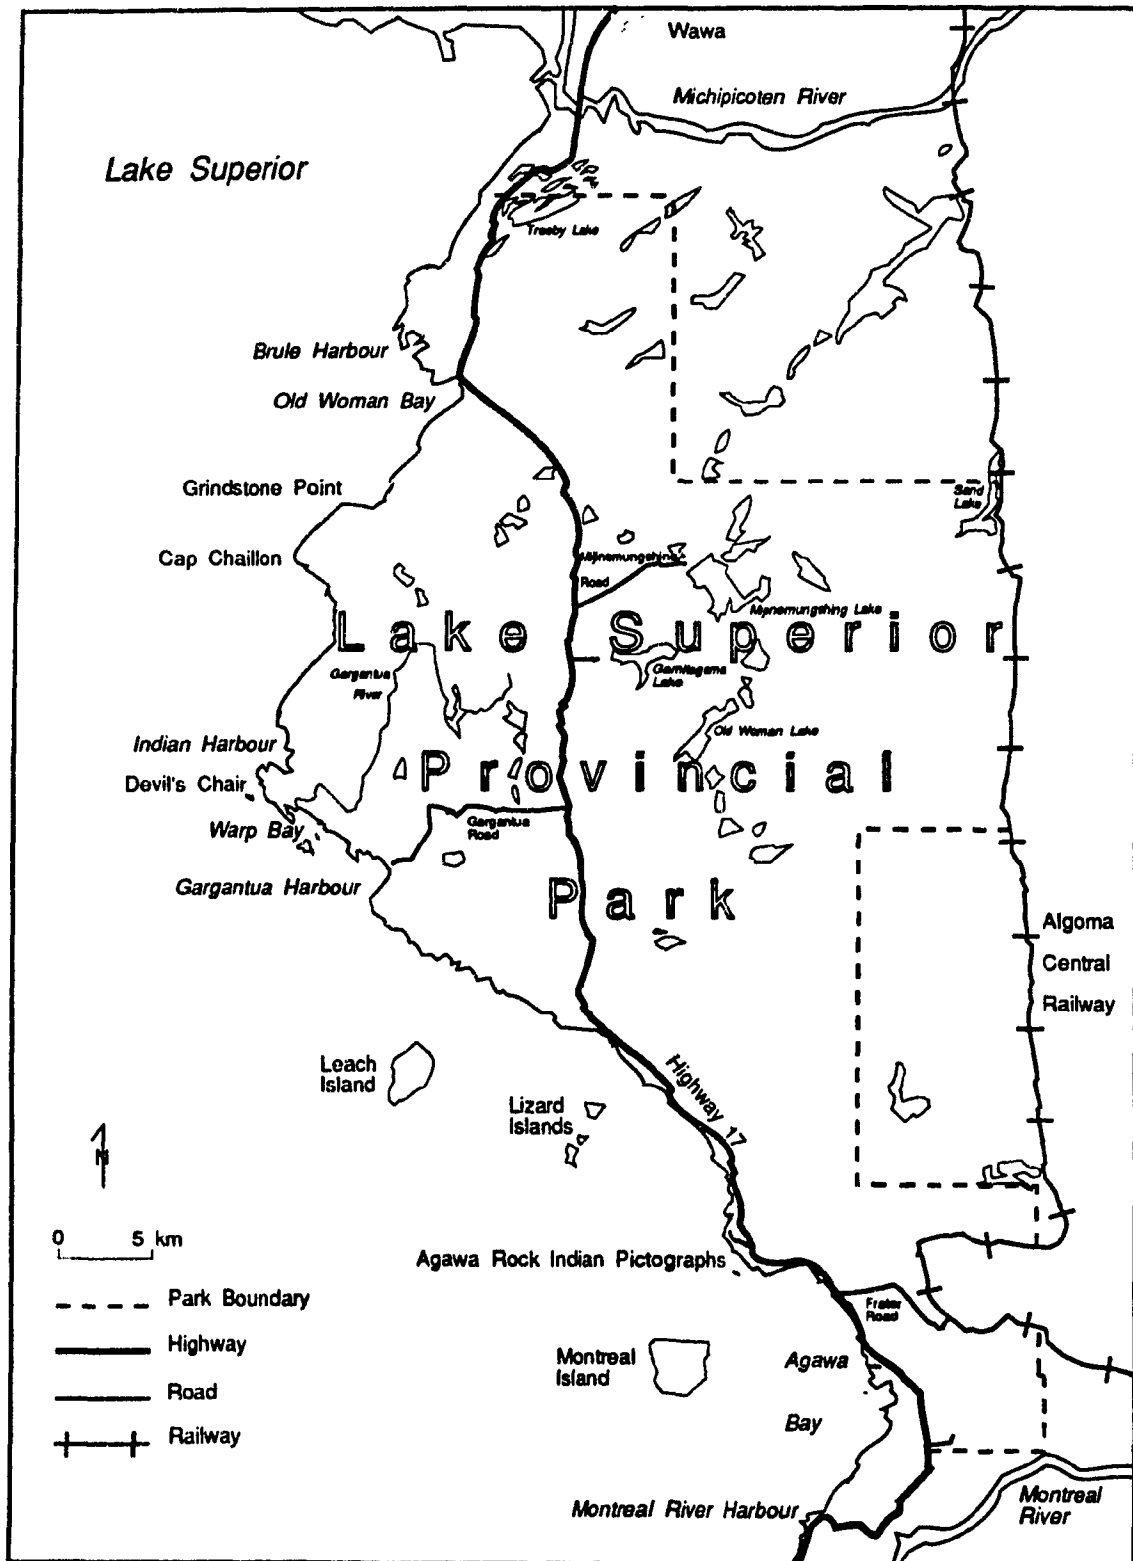 Wawa
Michipicoten River
Lake Superior
Treeby Lake
Brule Harbour
Old Woman Bay
Grindstone Point
Sand
Lake
Cap Chaillon
Mijinemungshing
Road
Mijinemungshing Lake
Lake Superior
Gargantua
River
Gamitagama
Lake
Old Woman Lake
Indian Harbour
Devil's Chair
Provincial
Warp Bay
Gargantua
Road
Gargantua Harbour
Park
Algoma
Central
Railway
Leach
Island
Highway 17
Lizard
Islands
N
0 5 km
Agawa Rock Indian Pictographs
Park Boundary
Frater
Road
Highway
Montreal
Island
Agawa
Road
Bay
Railway
Montreal River Harbour
Montreal
River